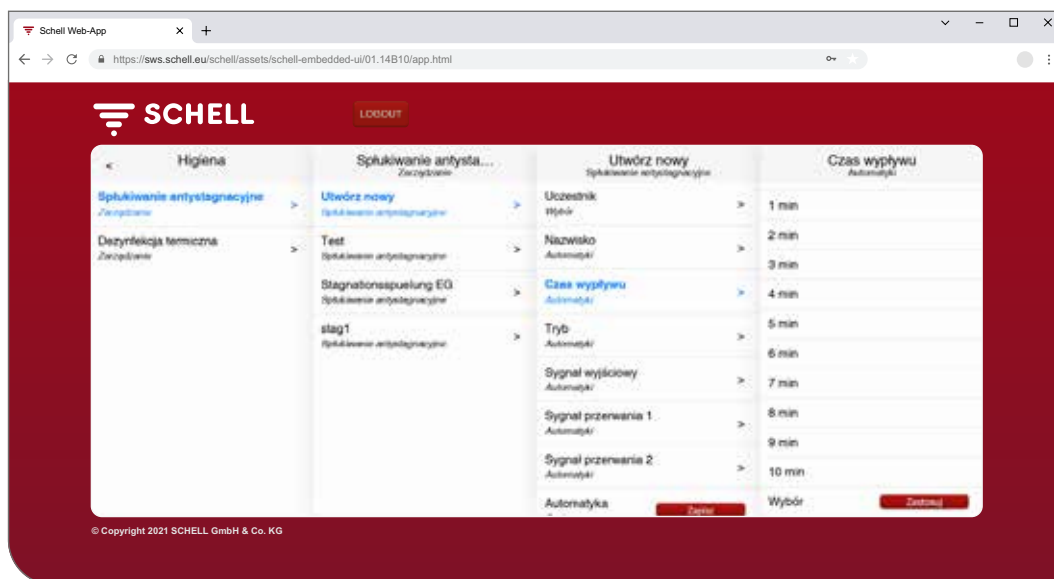 Schell Web-App
https://sws.schell.eu/schell/assets/schell-embedded-ui/01.14B10/app.html
SCHELL
LOGOUT
Higiena
Spłukiwanie antystagnacyjne
Zarządzanie
Dezynfekcja termiczna
Zarządzanie
Spłukiwanie antysta...
Zarządzanie
Utwórz nowy
Spłukiwanie antystagnacyjne
Test
Spłukiwanie antystagnacyjne
Stagnationsspuelung EG
Spłukiwanie antystagnacyjne
stag1
Spłukiwanie antystagnacyjne
Utwórz nowy
Spłukiwanie antystagnacyjne
Uczestnik
Wybór
Nazwisko
Automatyki
Czas wypływu
Automatyki
Tryb
Automatyki
Sygnał wyjściowy
Automatyki
Sygnał przerwania 1
Automatyki
Sygnał przerwania 2
Automatyki
Automatyka
Zapisz
Czas wypływu
Automatyki
1 min
2 min
3 min
4 min
5 min
6 min
7 min
8 min
9 min
10 min
Wybór
Zastosuj
© Copyright 2021 SCHELL GmbH & Co. KG